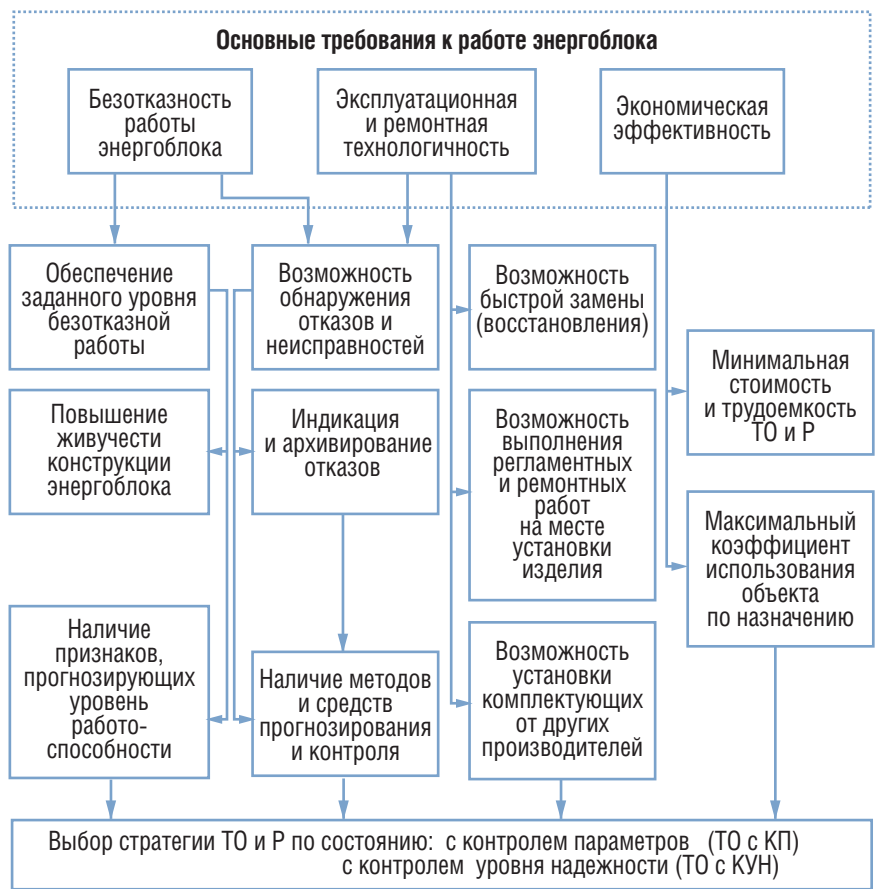 Основные требования к работе энергоблока
Безотказность
работы
энергоблока
Эксплуатационная
и ремонтная
технологичность
Экономическая
эффективность
Обеспечение
заданного уровня
безотказной
работы
Возможность
обнаружения
отказов и
неисправностей
Возможность
быстрой замены
(восстановления)
Минимальная
стоимость
и трудоемкость
ТО и Р
Повышение
живучести
конструкции
энергоблока
Индикация
и архивирование
отказов
Возможность
выполнения
регламентных
и ремонтных
работ
на месте
установки
изделия
Максимальный
коэффициент
использования
объекта
по назначению
Наличие
признаков,
прогнозирующих
уровень
работо-
способности
Наличие методов
и средств
прогнозирования
и контроля
Возможность
установки
комплектующих
от других
производителей
Выбор стратегии ТО и Р по состоянию: с контролем параметров (ТО с КП)
с контролем уровня надежности (ТО с КУН)